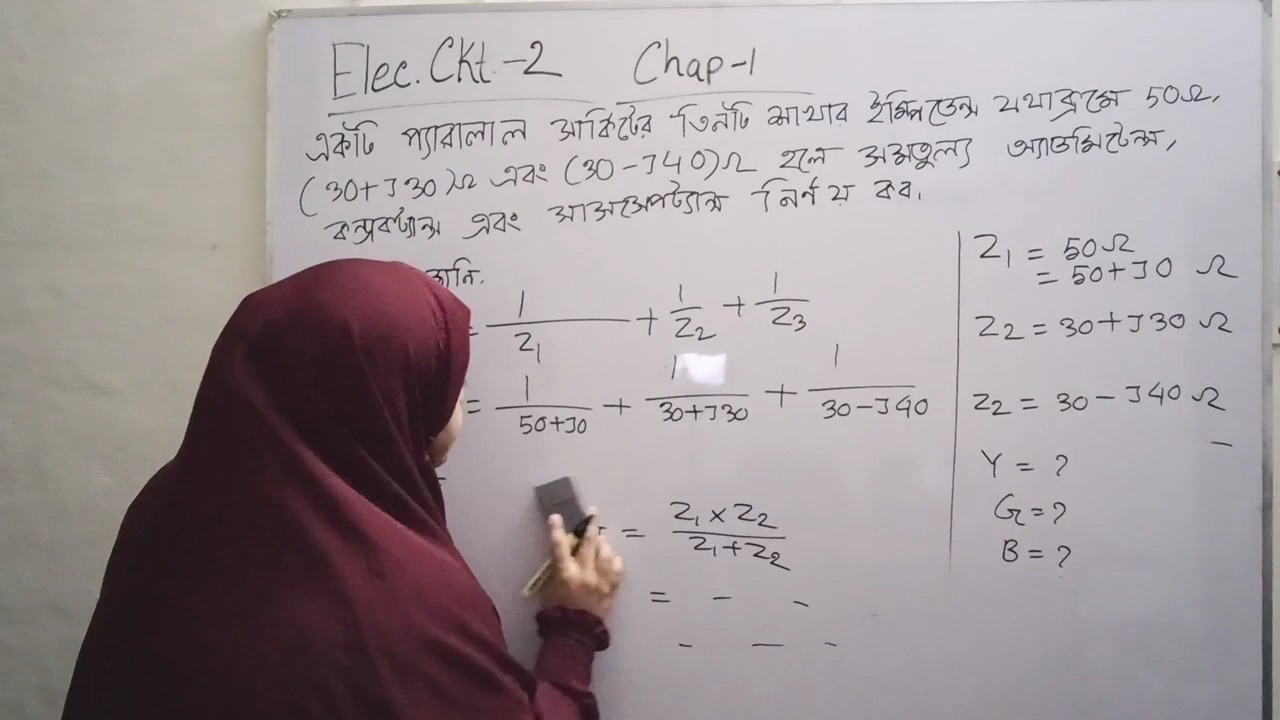 Elec. Ckt.-2 Chap-1
একটি প্যারালাল সার্কিটের তিনটি শাখার ইম্পিডেন্স যথাক্রমে 50Ω,
(30+J30)Ω এবং (30-J40)Ω হলে সমতুল্য অ্যাডমিটেন্স,
কন্ডাকট্যান্স এবং সাসসেপট্যান্স নির্ণয় কর.
জানি.
= 1/Z1 + 1/Z2 + 1/Z3
= 1/50+J0 + 1/30+J30 + 1/30-J40
= Z1 × Z2 / Z1+Z2
= - -
- - -
Z1 = 50Ω
= 50+J0 Ω
Z2 = 30+J30 Ω
Z2 = 30-J40 Ω
Y = ?
G = ?
B = ?